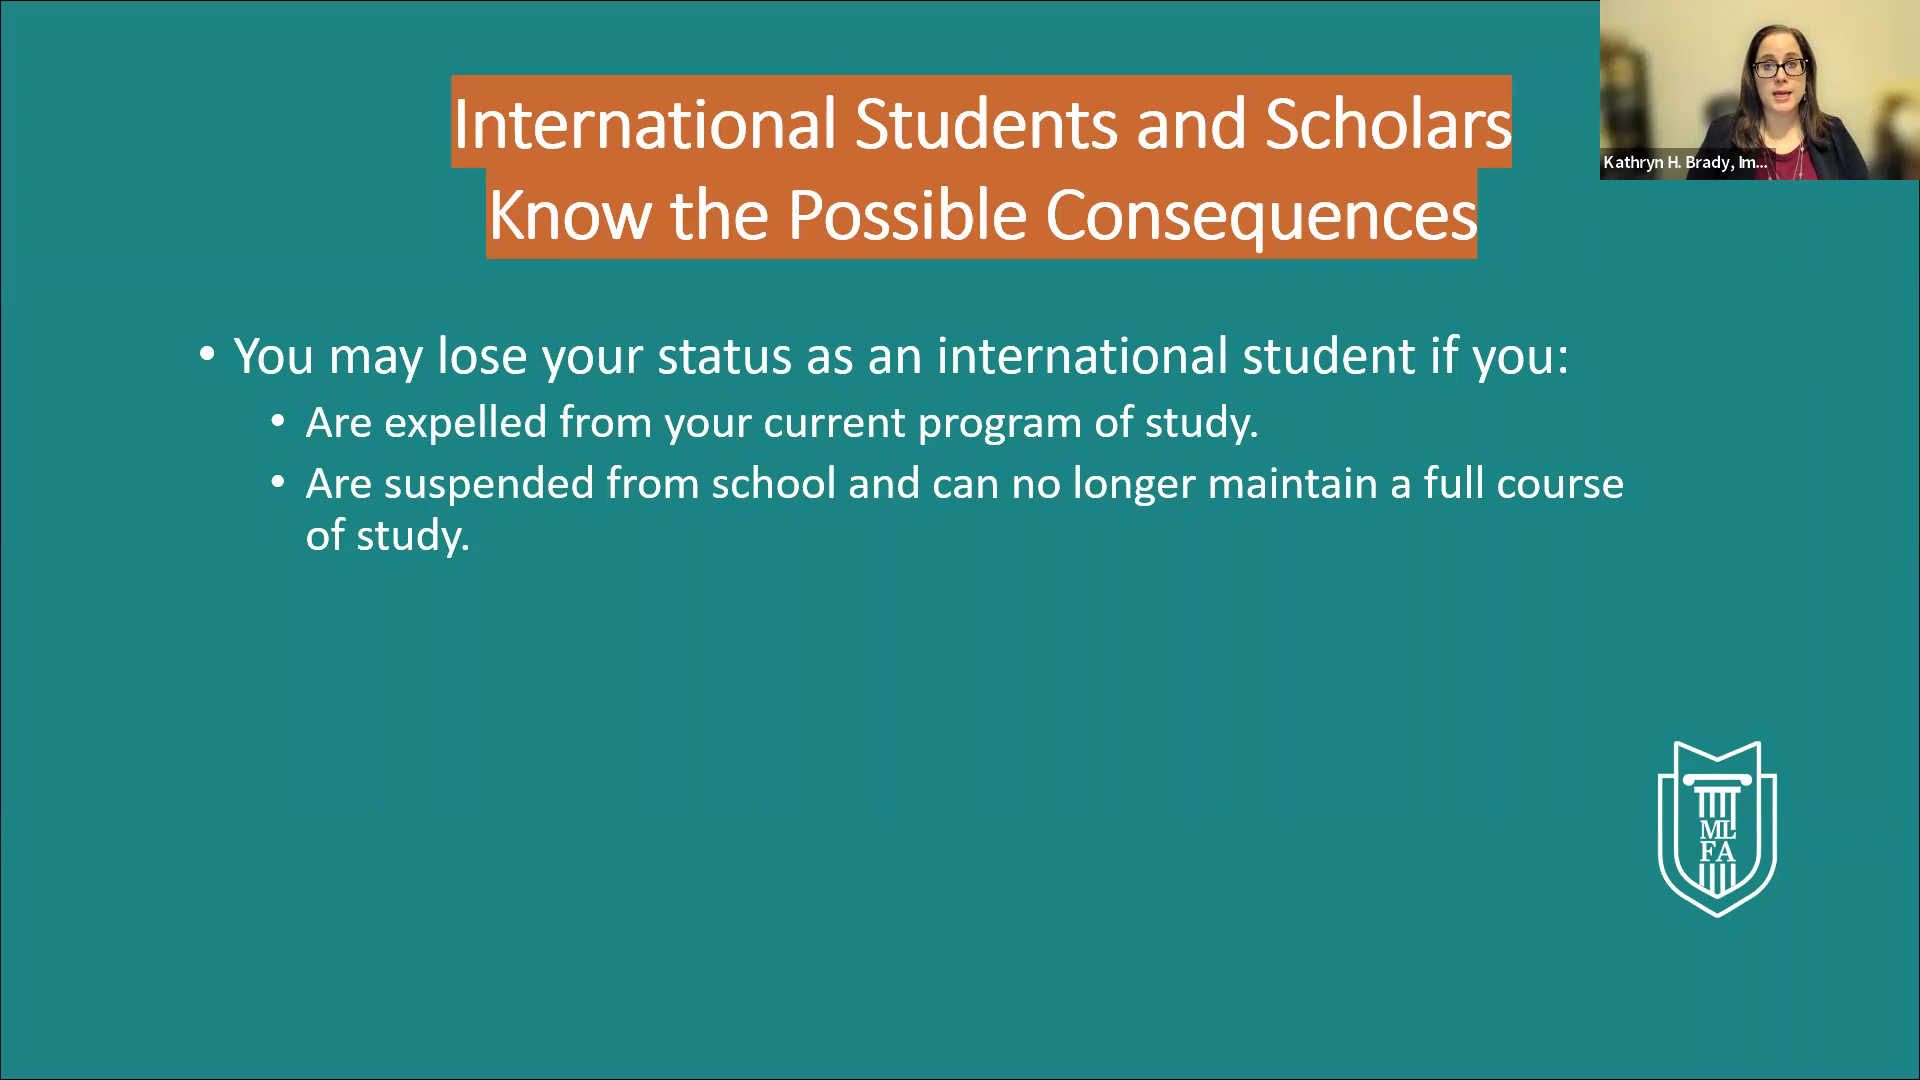 International Students and Scholars
Know the Possible Consequences
Kathryn H. Brady, Im...
• You may lose your status as an international student if you:
• Are expelled from your current program of study.
• Are suspended from school and can no longer maintain a full course
of study.
ML
FA